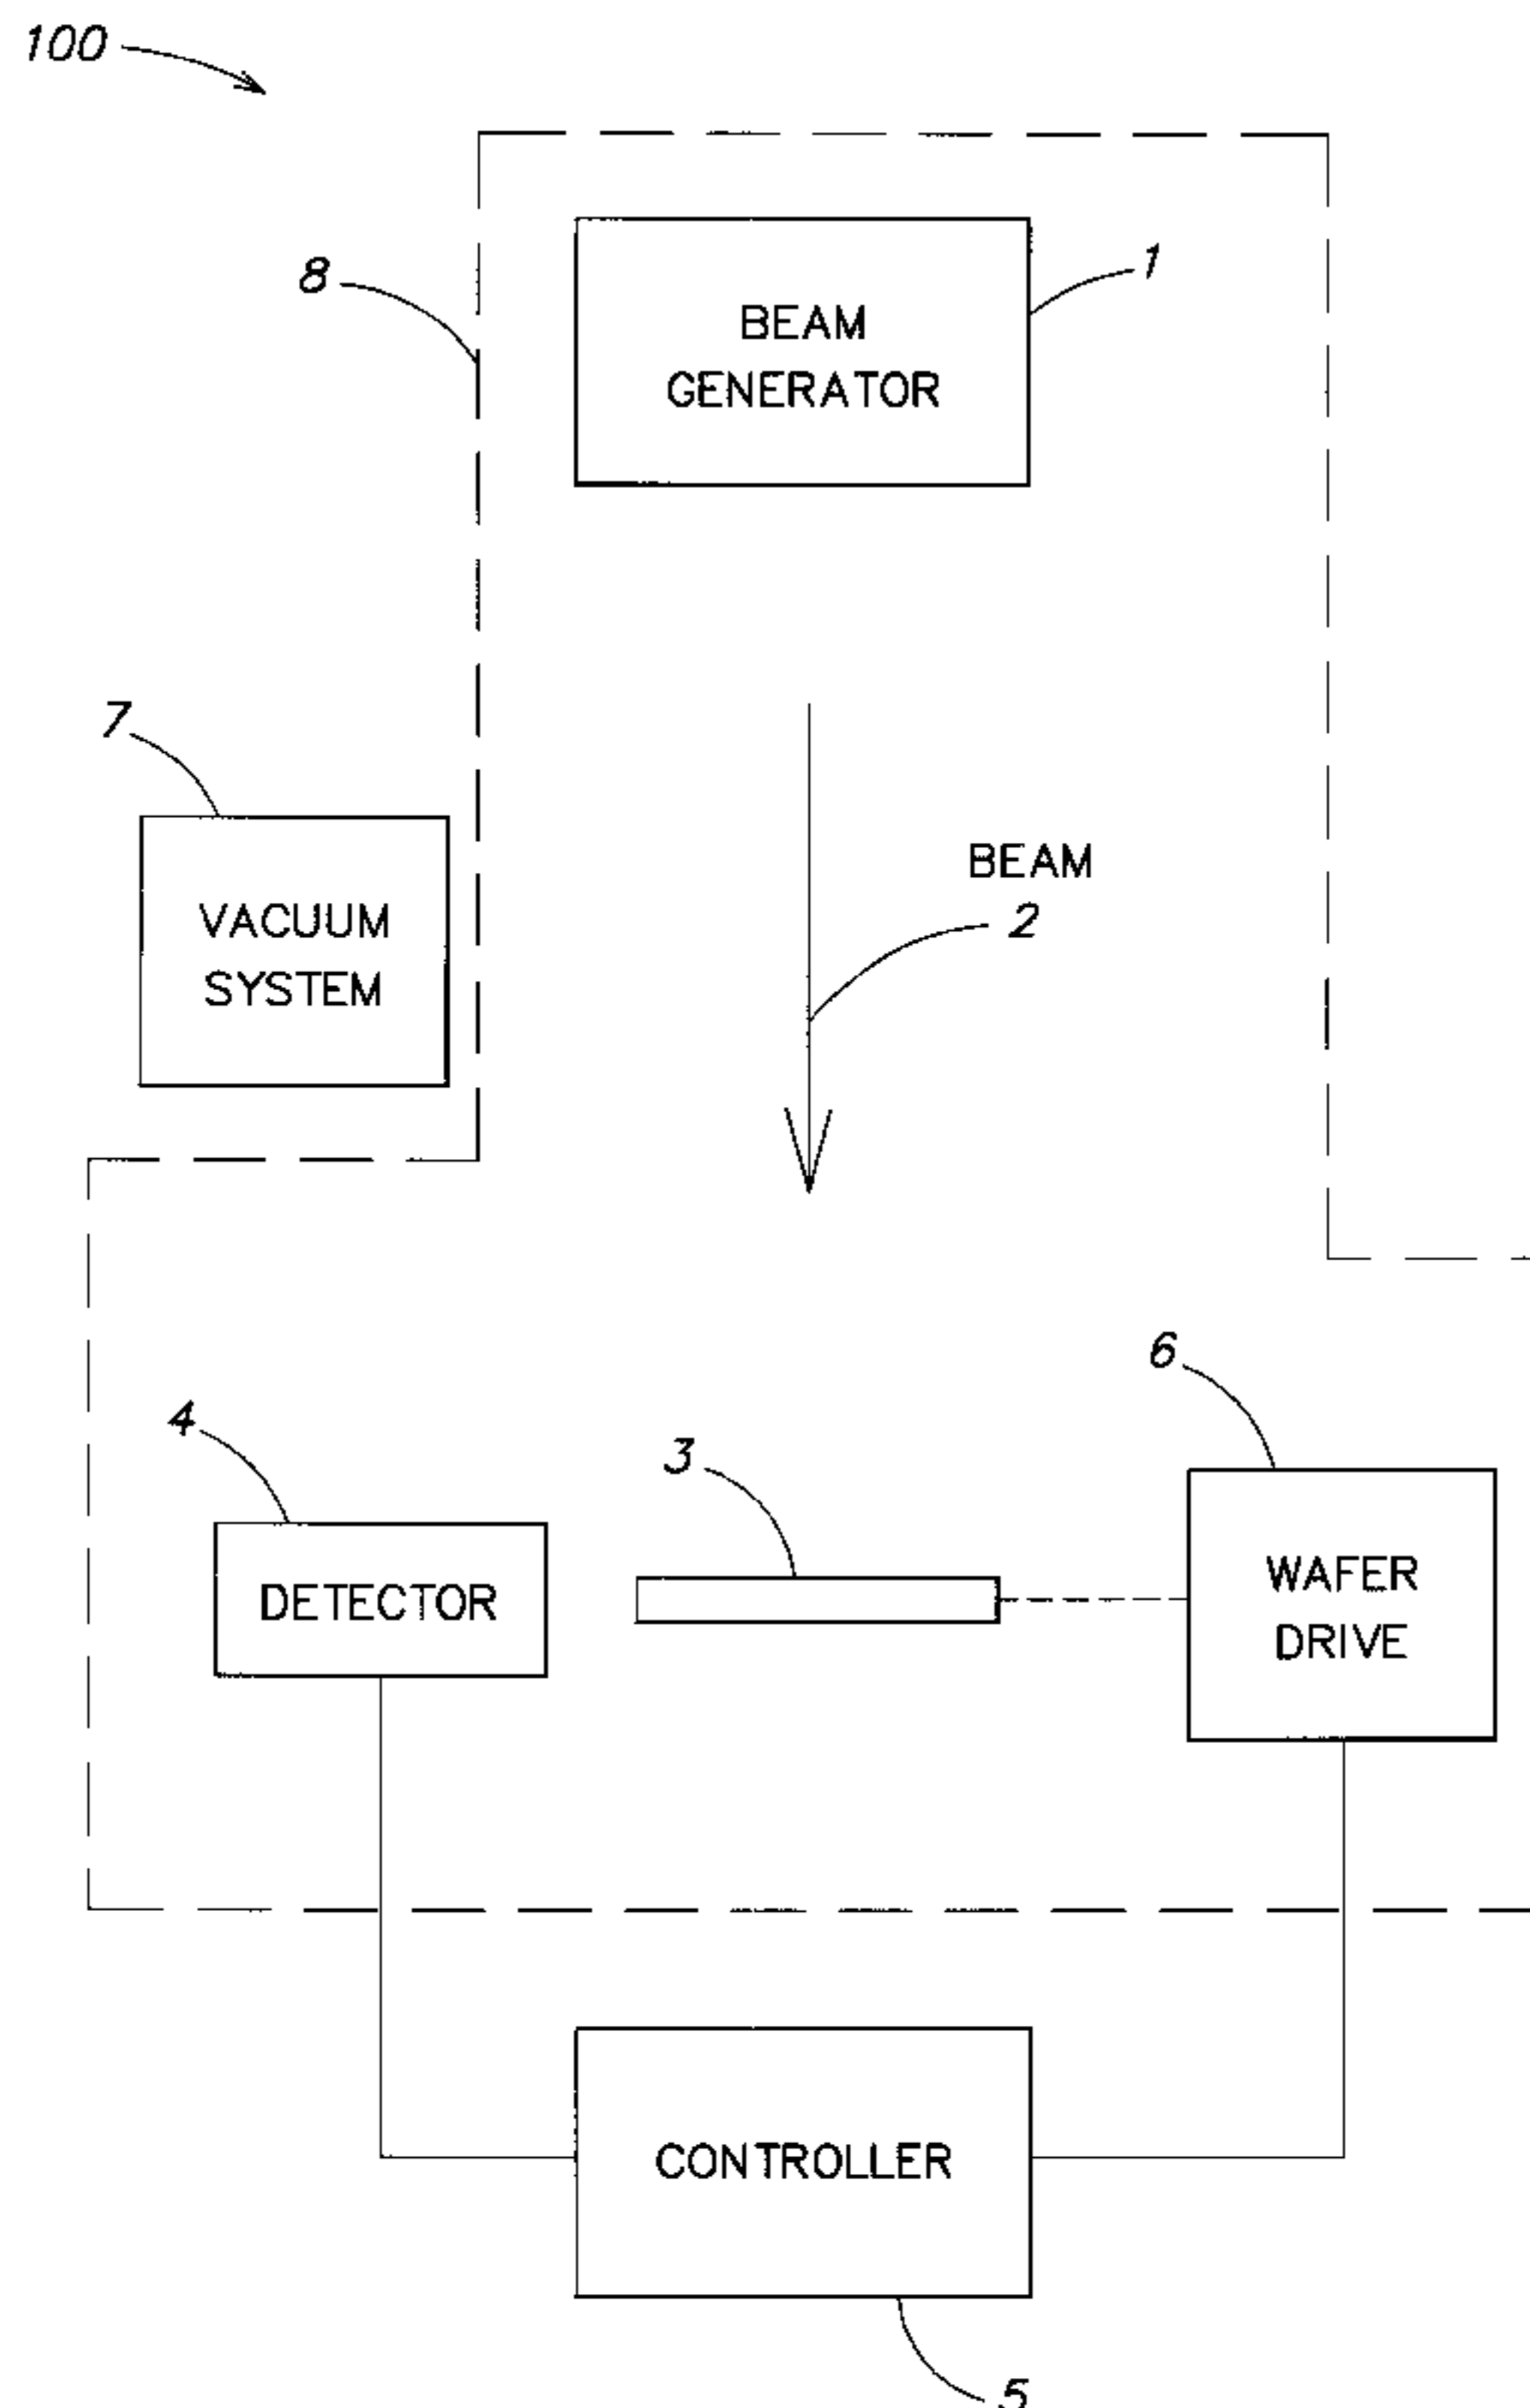 100
8
1
BEAM
GENERATOR
7
VACUUM
SYSTEM
BEAM
2
6
4
3
DETECTOR
WAFER
DRIVE
CONTROLLER
5